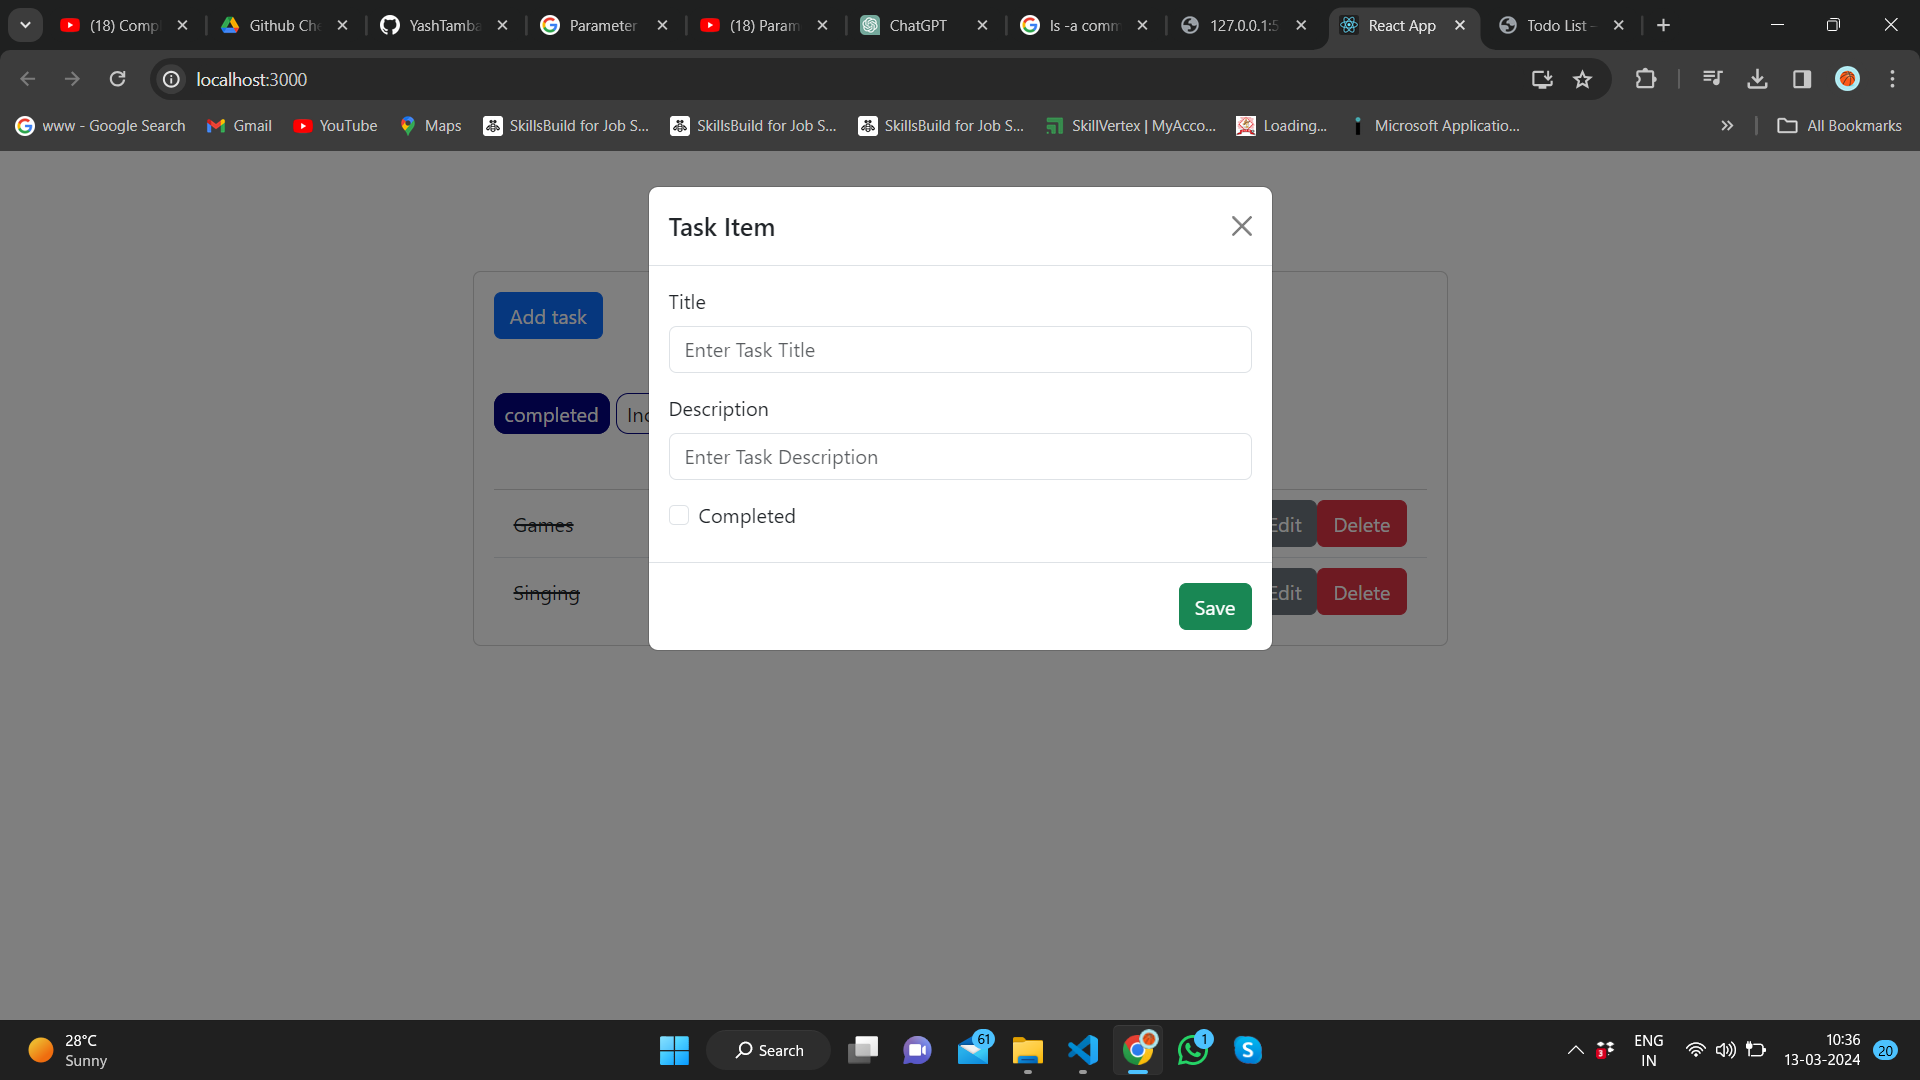 (18) Compl
Github Che
YashTamba
Parameter
(18) Param
ChatGPT
ls -a comm
127.0.0.1:5
React App
Todo List –
localhost:3000
www - Google Search
Gmail
YouTube
Maps
SkillsBuild for Job S...
SkillsBuild for Job S...
SkillsBuild for Job S...
SkillVertex | MyAcco...
Loading...
Microsoft Applicatio...
All Bookmarks
Task Item
Title
Add task
Enter Task Title
Description
completed
Inc
Enter Task Description
Completed
Games
Edit
Delete
Singing
Edit
Delete
Save
28°C
Sunny
Search
61
1
3
ENG
IN
10:36
13-03-2024
20